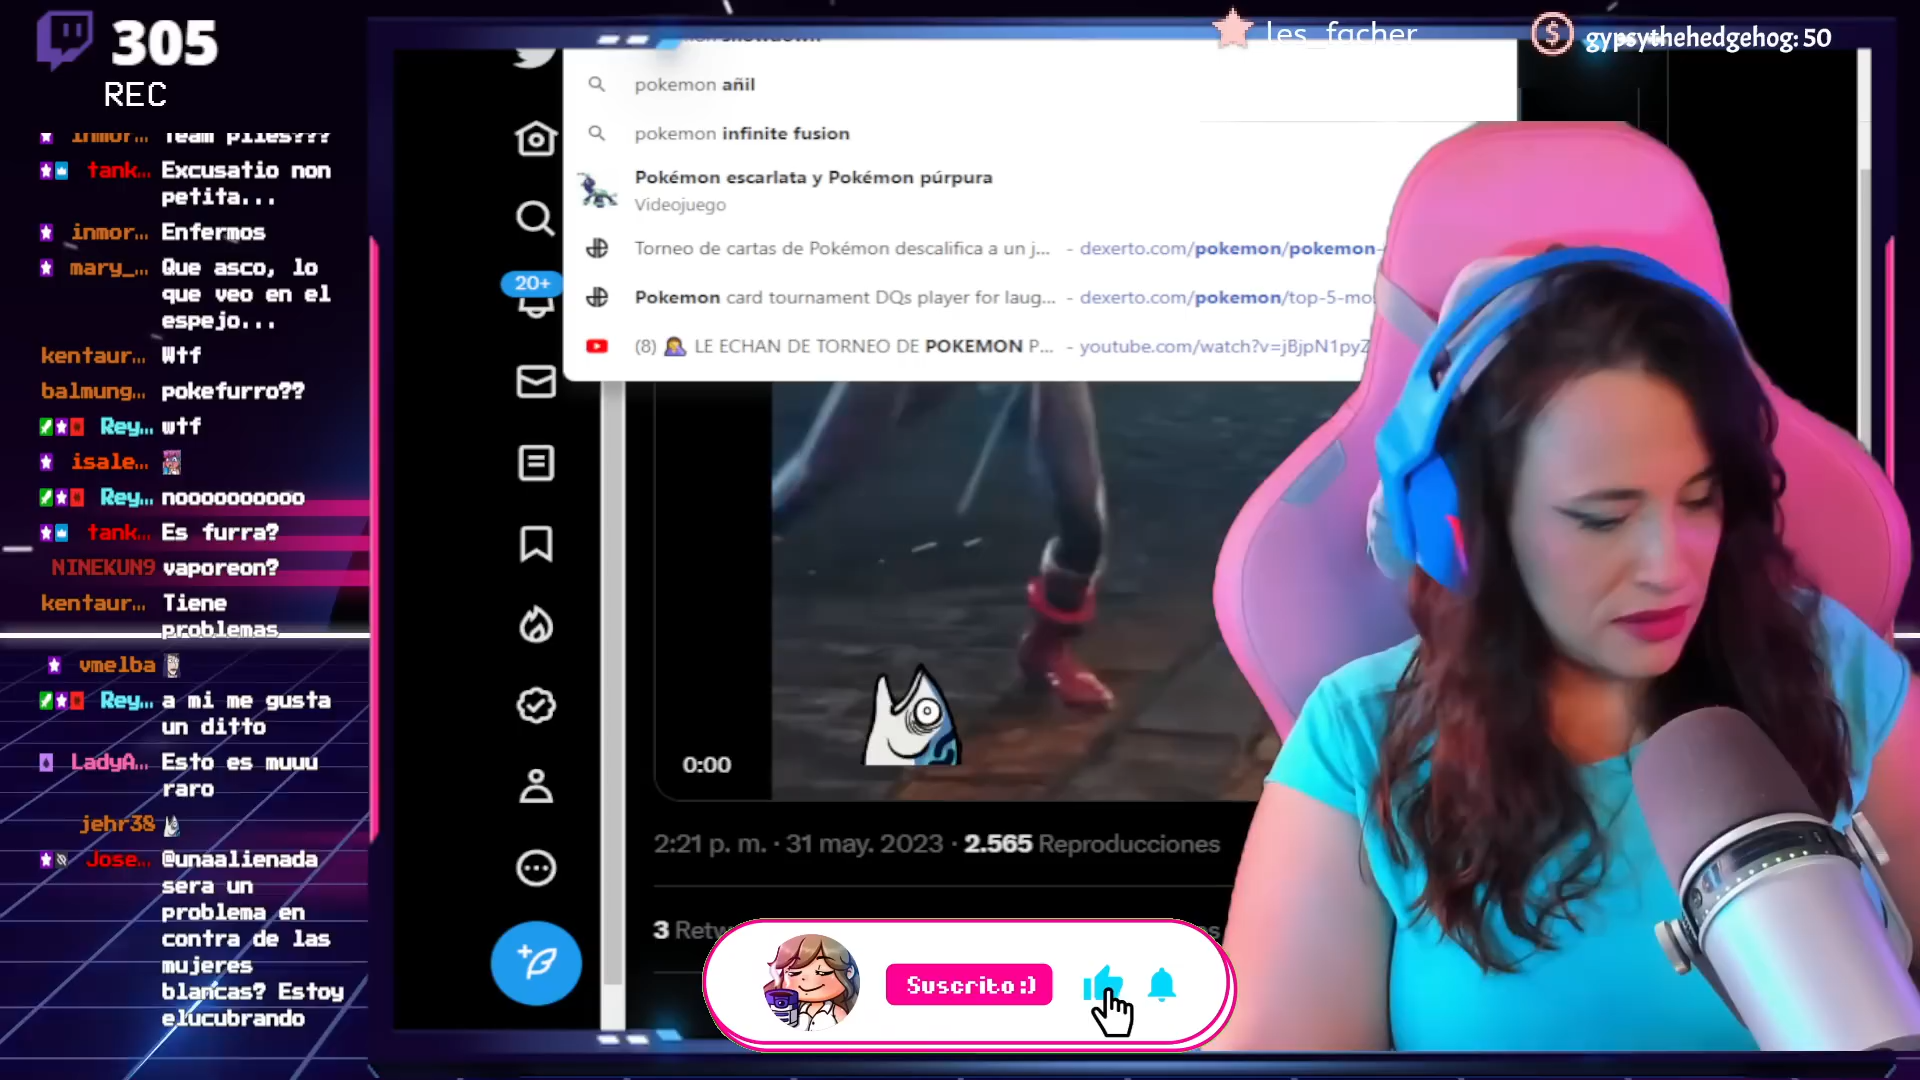 305
REC
inmor... Team piles???
tank... Excusatio non
petita...
inmor... Enfermos
mary_... Que asco, lo
que veo en el
espejo...
kentaur... Wtf
balmung... pokefurro??
Rey... wtf
isale...
Rey... nooooooooooo
tank... Es furra?
NINEKUN9 vaporeon?
kentaur... Tiene
problemas
vmelba
Rey... a mi me gusta
un ditto
LadyA... Esto es muuu
raro
jehr38
Jose... @unaalienada
sera un
problema en
contra de las
mujeres
blancas? Estoy
elucubrando
les_facher
gypsythehedgehog: 50
pokemon añil
pokemon infinite fusion
Pokémon escarlata y Pokémon púrpura
Videojuego
Torneo de cartas de Pokémon descalifica a un j... - dexerto.com/pokemon/pokemon-
Pokemon card tournament DQs player for laug... - dexerto.com/pokemon/top-5-mo
(8) LE ECHAN DE TORNEO DE POKEMON P... - youtube.com/watch?v=jBjpN1pyZ
20+
0:00
2:21 p. m. · 31 may. 2023 · 2.565 Reproducciones
3 Retw
Suscrito :)